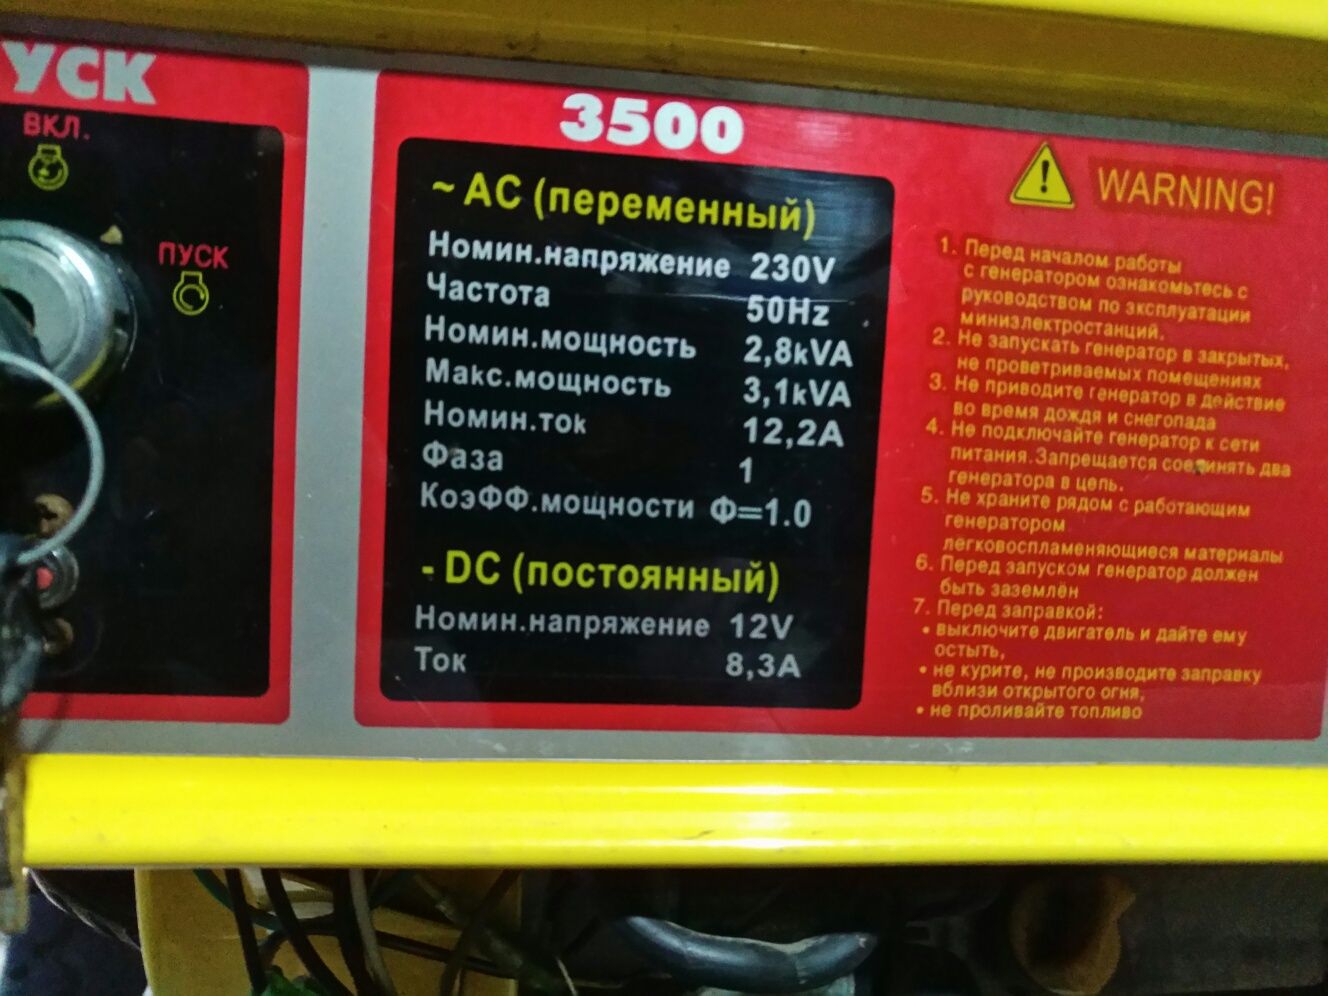 УСК
ВКЛ.
ПУСК
3500
~ AC (переменный)
Номин.напряжение 230V
Частота 50Hz
Номин.мощность 2,8kVA
Макс.мощность 3,1kVA
Номин.ток 12,2A
Фаза 1
КоэФФ.мощности Ф=1.0
- DC (постоянный)
Номин.напряжение 12V
Ток 8,3A
WARNING!
1. Перед началом работы
с генератором ознакомьтесь с
руководством по эксплуатации
миниэлектростанций.
2. Не запускать генератор в закрытых,
не проветриваемых помещениях
3. Не приводите генератор в действие
во время дождя и снегопада
4. Не подключайте генератор к сети
питания.Запрещается соединять два
генератора в цепь.
5. Не храните рядом с работающим
генератором
легковоспламеняющиеся материалы
6. Перед запуском генератор должен
быть заземлён
7. Перед заправкой:
• выключите двигатель и дайте ему
остыть,
• не курите, не производите заправку
вблизи открытого огня,
• не проливайте топливо